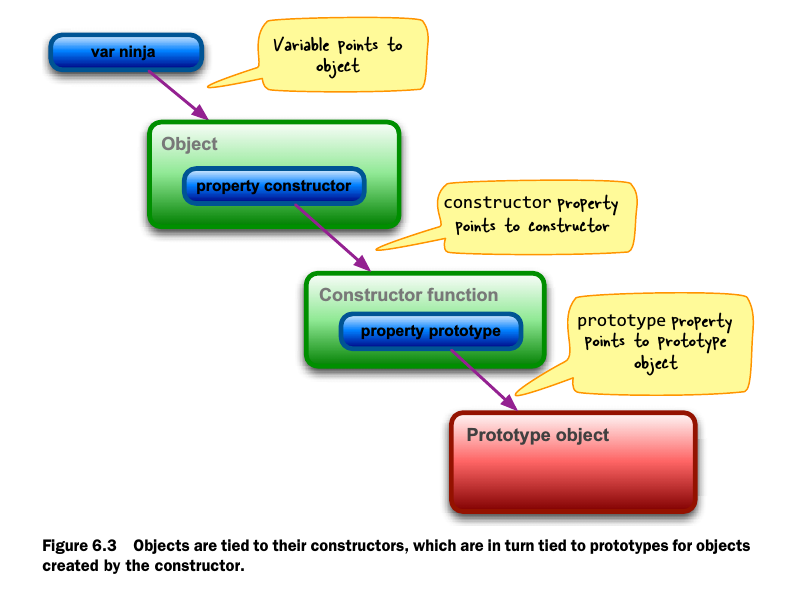 var ninja
Variable points to
object
Object
property constructor
constructor property
points to constructor
Constructor function
property prototype
prototype property
points to prototype
object
Prototype object
Figure 6.3 Objects are tied to their constructors, which are in turn tied to prototypes for objects
created by the constructor.